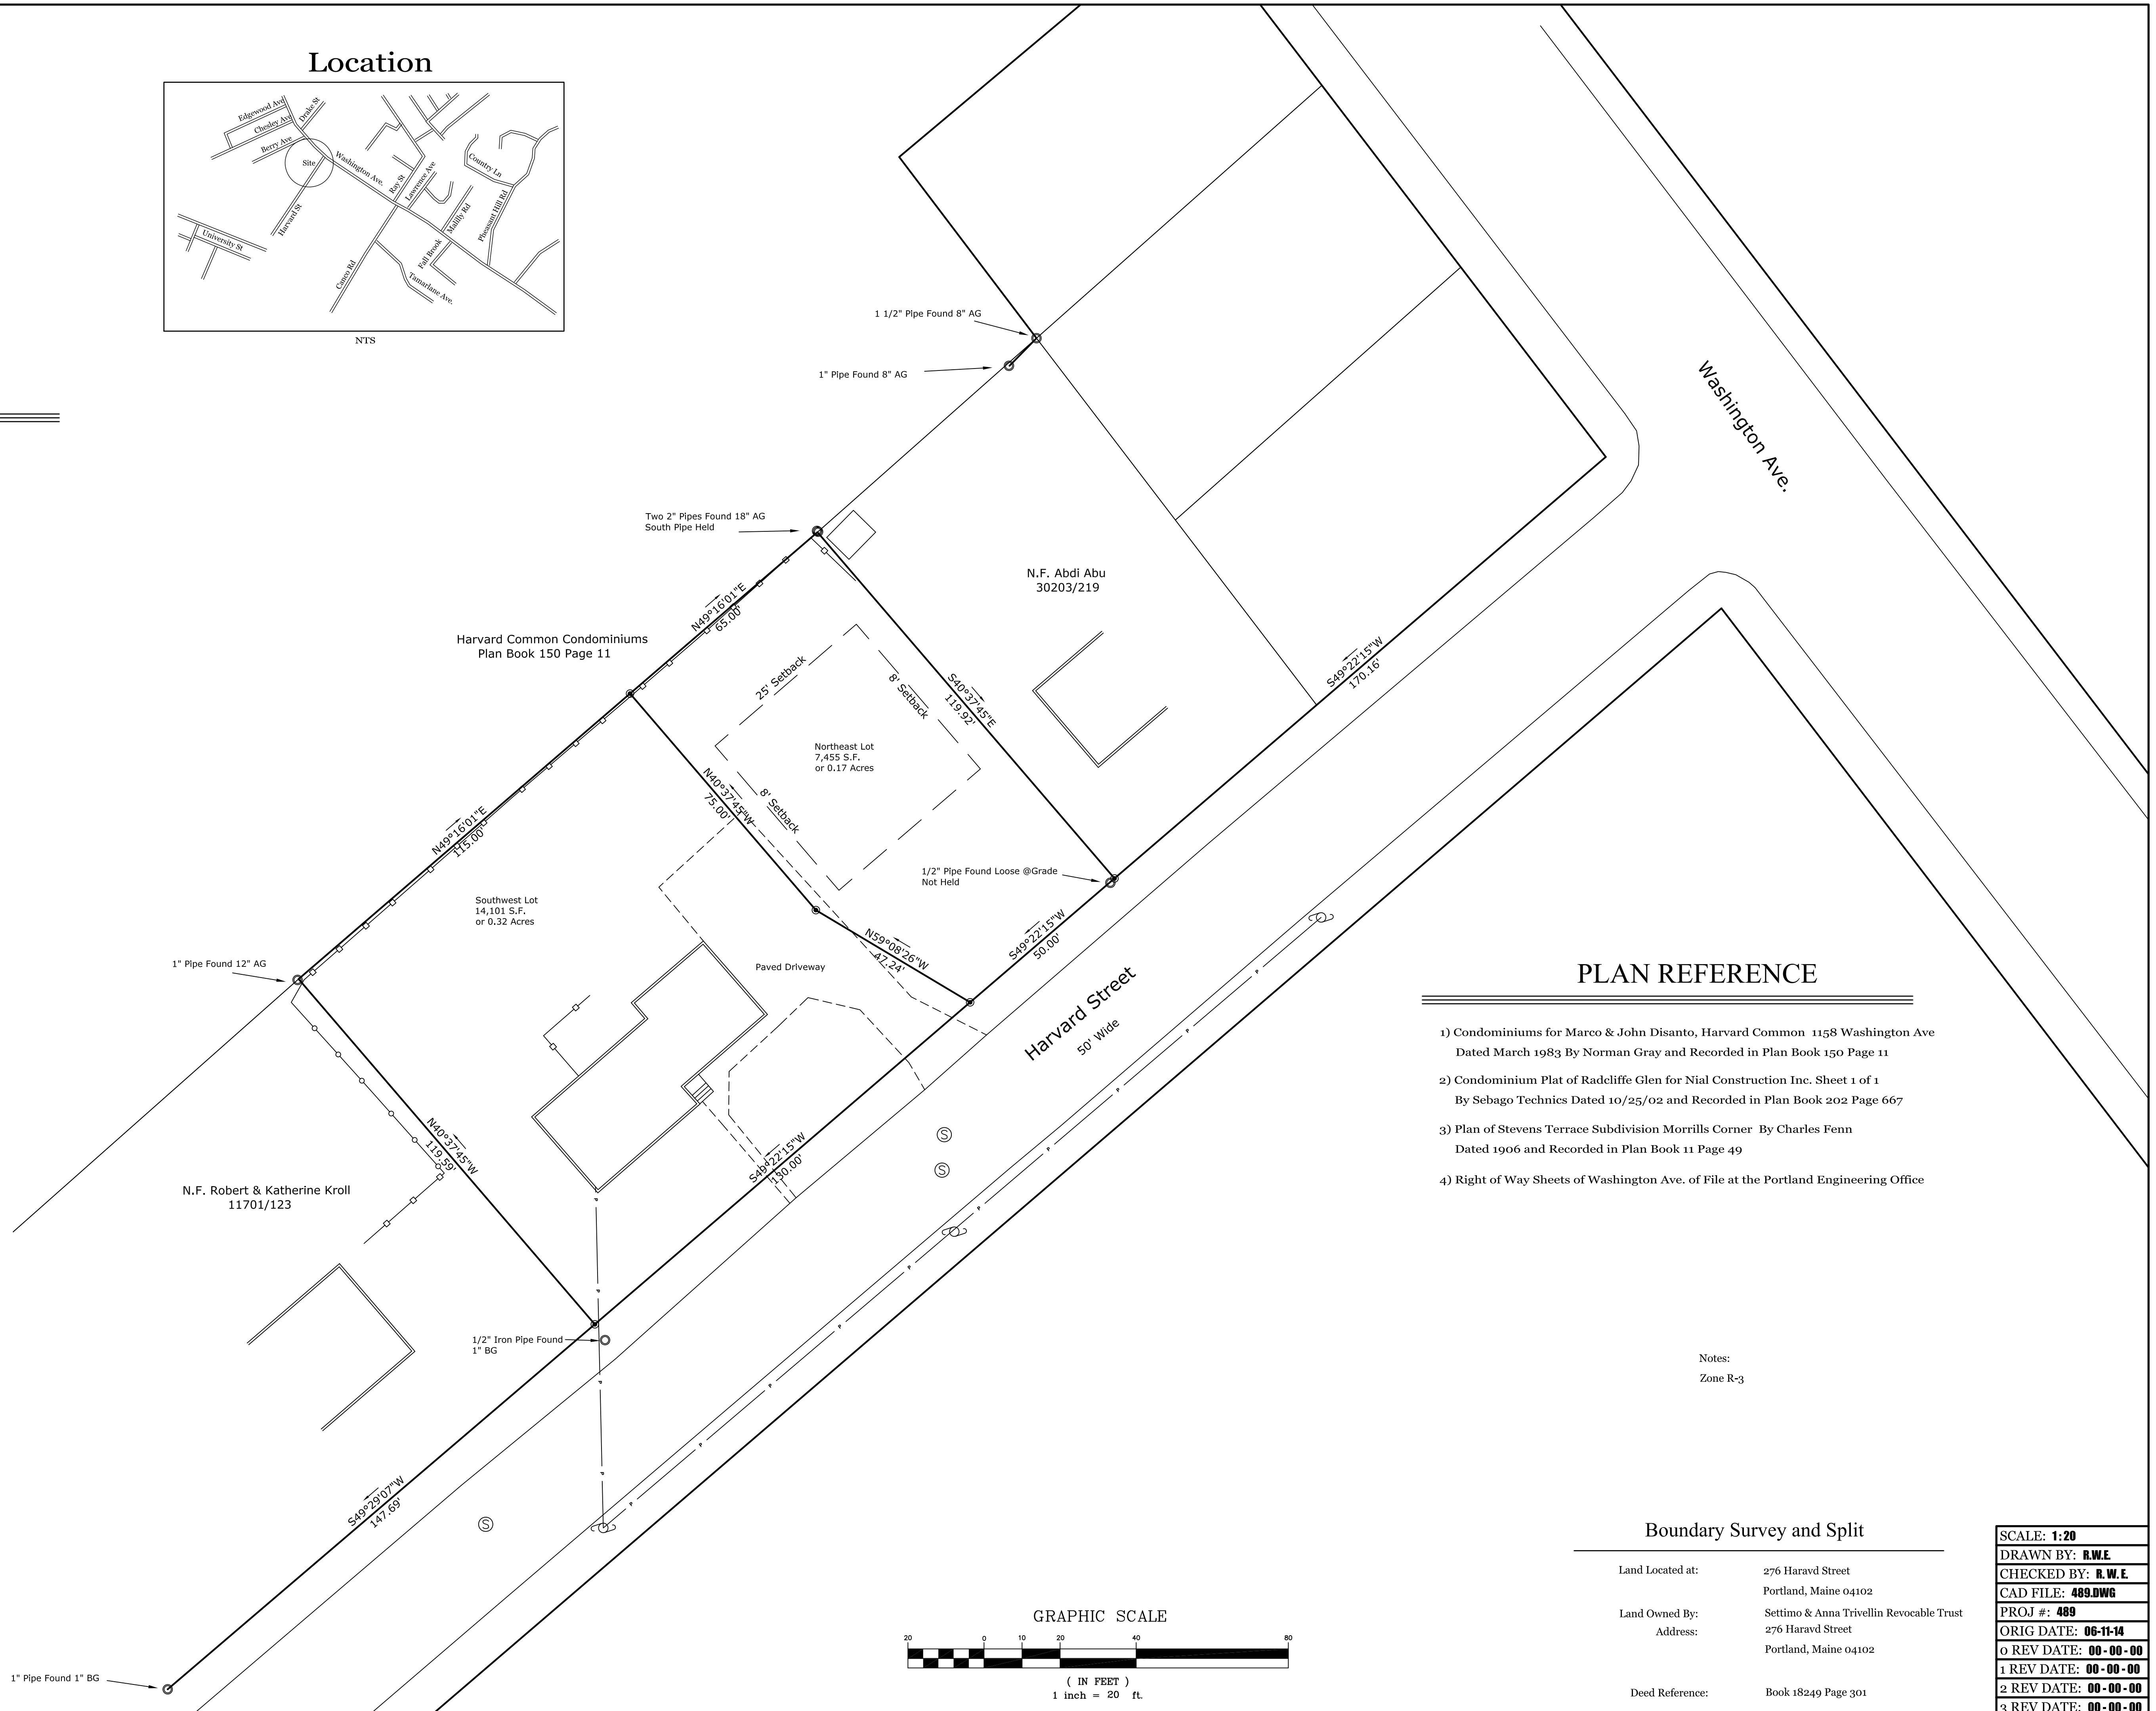 Location
Edgewood Ave
Drake St
Chesley Ave
Berry Ave
Site
Washington Ave.
Ray St
Lawrence Ave
Country Ln
Harvard St
University St
Malilly Rd
Pheasant Hill Rd
Fall Brook
Canco Rd
Tamarlane Ave.
NTS
1 1/2" Pipe Found 8" AG
1" Pipe Found 8" AG
Washington Ave.
Two 2" Pipes Found 18" AG
South Pipe Held
N.F. Abdi Abu
30203/219
N49°16'01"E
65.00'
Harvard Common Condominiums
Plan Book 150 Page 11
25' Setback
8' Setback
S40°37'45"E
119.92'
S49°22'15"W
170.16'
Northeast Lot
7,455 S.F.
or 0.17 Acres
N40°37'45"W
75.00'
8' Setback
N49°16'01"E
115.00'
1/2" Pipe Found Loose @Grade
Not Held
Southwest Lot
14,101 S.F.
or 0.32 Acres
N59°08'26"W
47.24'
S49°22'15"W
50.00'
1" Pipe Found 12" AG
Paved Driveway
Harvard Street
50' Wide
PLAN REFERENCE
1) Condominiums for Marco & John Disanto, Harvard Common 1158 Washington Ave
Dated March 1983 By Norman Gray and Recorded in Plan Book 150 Page 11
2) Condominium Plat of Radcliffe Glen for Nial Construction Inc. Sheet 1 of 1
By Sebago Technics Dated 10/25/02 and Recorded in Plan Book 202 Page 667
3) Plan of Stevens Terrace Subdivision Morrills Corner By Charles Fenn
Dated 1906 and Recorded in Plan Book 11 Page 49
4) Right of Way Sheets of Washington Ave. of File at the Portland Engineering Office
S
S
N40°37'45"W
119.59'
S49°22'15"W
130.00'
N.F. Robert & Katherine Kroll
11701/123
1/2" Iron Pipe Found
1" BG
Notes:
Zone R-3
S49°29'07"W
147.69'
S
1" Pipe Found 1" BG
GRAPHIC SCALE
20 0 10 20 40 80
( IN FEET )
1 inch = 20 ft.
Boundary Survey and Split
Land Located at: 276 Haravd Street
Portland, Maine 04102
Land Owned By: Settimo & Anna Trivellin Revocable Trust
Address: 276 Haravd Street
Portland, Maine 04102
Deed Reference: Book 18249 Page 301
SCALE: 1:20
DRAWN BY: R.W.E.
CHECKED BY: R.W.E.
CAD FILE: 489.DWG
PROJ #: 489
ORIG DATE: 06-11-14
0 REV DATE: 00-00-00
1 REV DATE: 00-00-00
2 REV DATE: 00-00-00
3 REV DATE: 00-00-00